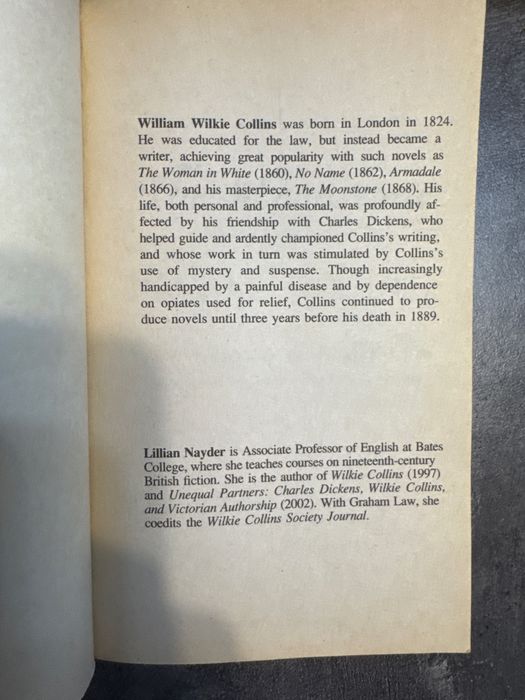 William Wilkie Collins was born in London in 1824.
He was educated for the law, but instead became a
writer, achieving great popularity with such novels as
The Woman in White (1860), No Name (1862), Armadale
(1866), and his masterpiece, The Moonstone (1868). His
life, both personal and professional, was profoundly af-
fected by his friendship with Charles Dickens, who
helped guide and ardently championed Collins's writing,
and whose work in turn was stimulated by Collins's
use of mystery and suspense. Though increasingly
handicapped by a painful disease and by dependence
on opiates used for relief, Collins continued to pro-
duce novels until three years before his death in 1889.
Lillian Nayder is Associate Professor of English at Bates
College, where she teaches courses on nineteenth-century
British fiction. She is the author of Wilkie Collins (1997)
and Unequal Partners: Charles Dickens, Wilkie Collins,
and Victorian Authorship (2002). With Graham Law, she
coedits the Wilkie Collins Society Journal.